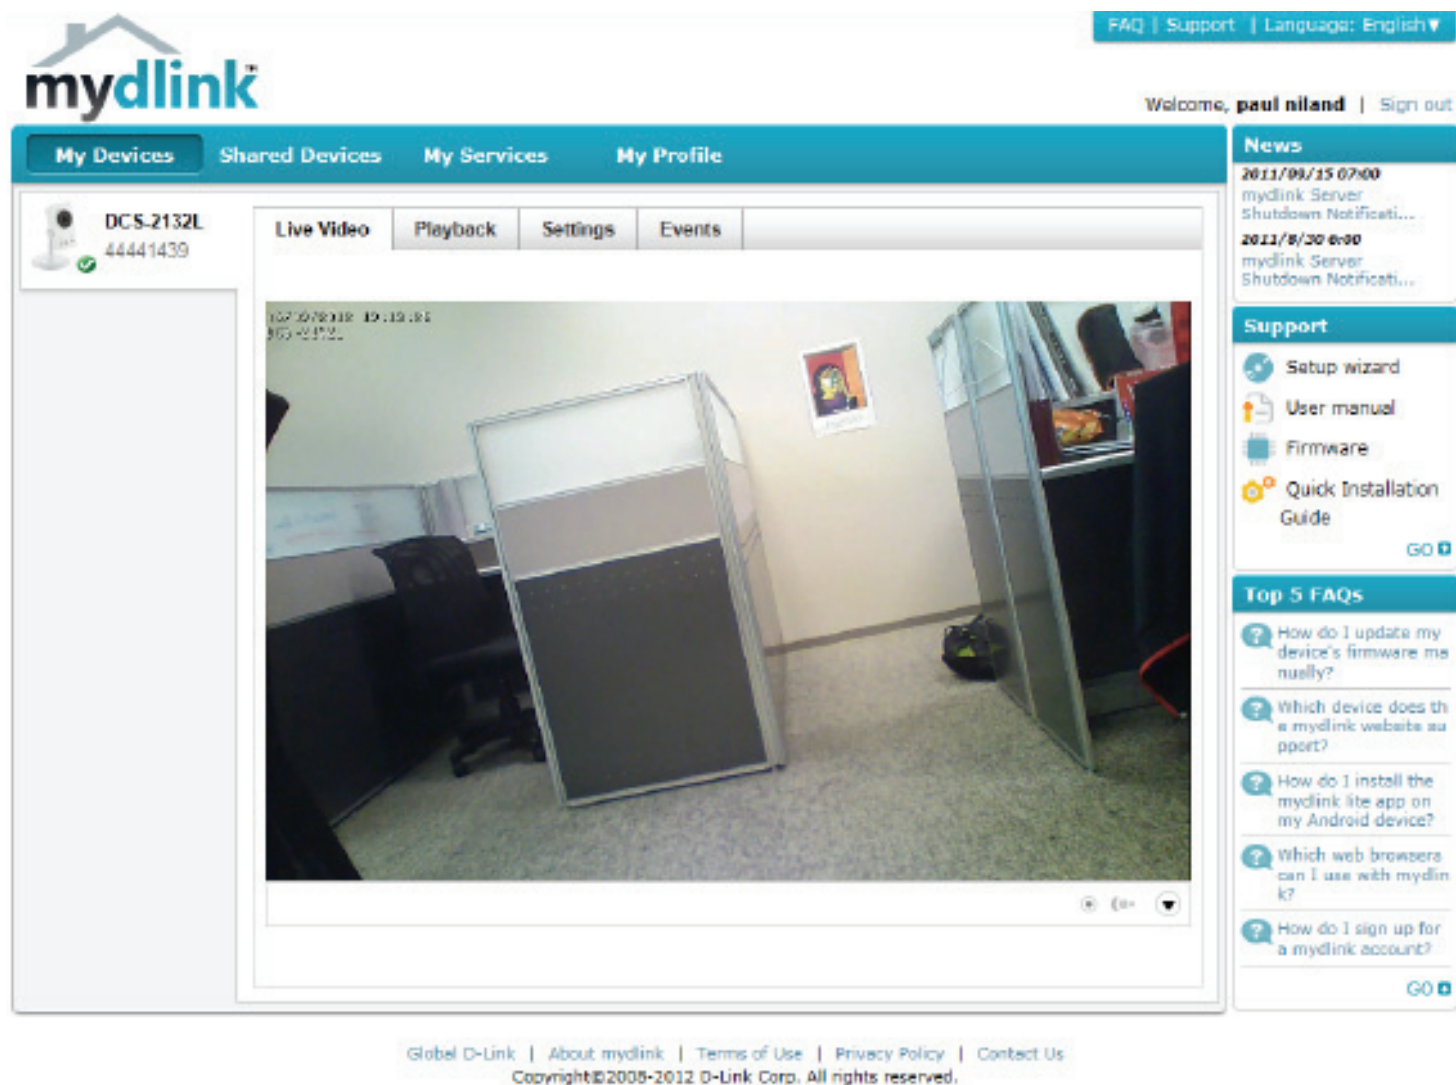 FAQ | Support | Language: English▼
mydlink
Welcome, paul niland | Sign out
My Devices Shared Devices My Services My Profile
DCS-2132L
44441439
Live Video Playback Settings Events
News
2011/09/15 07:00
mydlink Server
Shutdown Notificati...
2011/8/30 6:00
mydlink Server
Shutdown Notificati...
Support
Setup wizard
User manual
Firmware
Quick Installation
Guide
GO
Top 5 FAQs
How do I update my
device's firmware ma
nually?
Which device does th
e mydlink website su
pport?
How do I install the
mydlink lite app on
my Android device?
Which web browsers
can I use with mydlin
k?
How do I sign up for
a mydlink account?
GO
Global D-Link | About mydlink | Terms of Use | Privacy Policy | Contact Us
Copyright©2008-2012 D-Link Corp. All rights reserved.